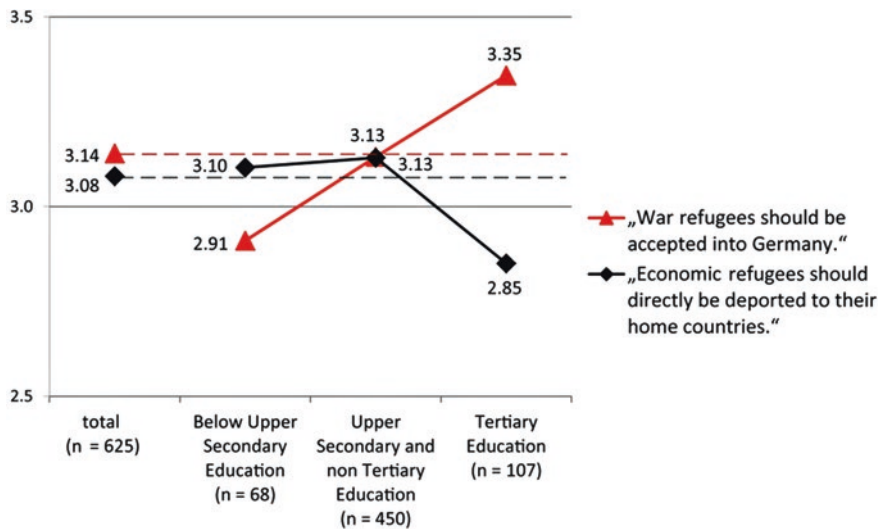 3.5
3.35
3.13
3.14
3.10
3.13
3.08
3.0
2.91
2.85
2.5
„War refugees should be
accepted into Germany.“
„Economic refugees should
directly be deported to their
home countries.“
total
(n = 625)
Below Upper
Secondary
Education
(n = 68)
Upper
Secondary and
non Tertiary
Education
(n = 450)
Tertiary
Education
(n = 107)